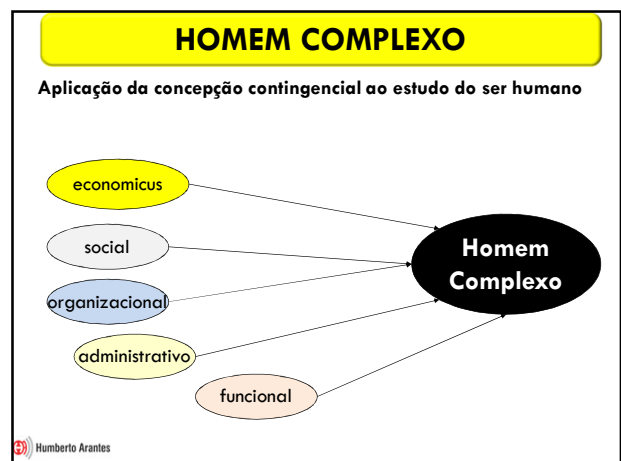 HOMEM COMPLEXO
Aplicação da concepção contingencial ao estudo do ser humano
economicus
social
organizacional
administrativo
funcional
Homem
Complexo
Humberto Arantes